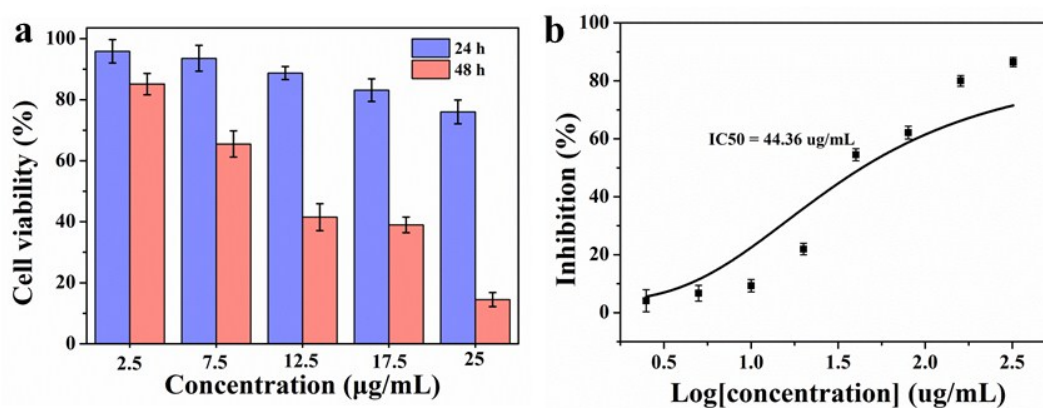 a
100
80
60
40
20
0
Cell viability (%)
24 h
48 h
2.5 7.5 12.5 17.5 25
Concentration (µg/mL)
b
100
80
60
40
20
0
Inhibition (%)
IC50 = 44.36 ug/mL
0.5 1.0 1.5 2.0 2.5
Log[concentration] (ug/mL)